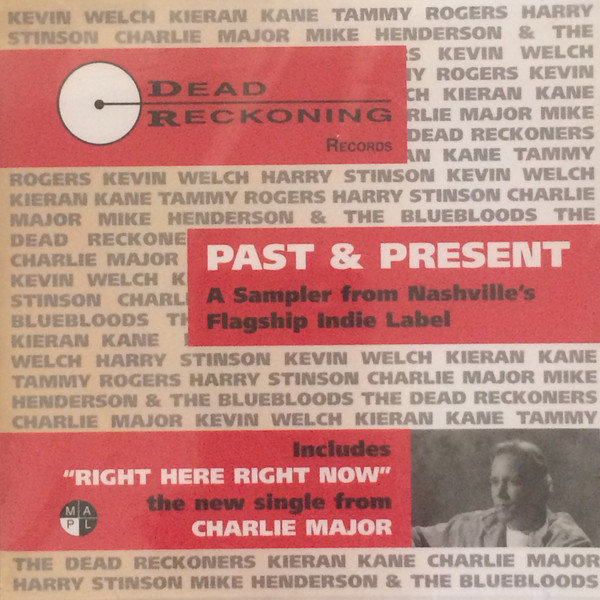 KEVIN WELCH KIERAN KANE TAMMY ROGERS HARRY
STINSON CHARLIE MAJOR MIKE HENDERSON & THE
S KEVIN WELCH
Y ROGERS KEVIN
CH KIERAN KANE
RLIE MAJOR MIKE
DEAD RECKONERS
AN KANE TAMMY
DEAD
RECKONING
RECORDS
ROGERS KEVIN WELCH HARRY STINSON KEVIN WELCH
KIERAN KANE TAMMY ROGERS HARRY STINSON CHARLIE
MAJOR MIKE HENDERSON & THE BLUEBLOODS THE
DEAD RECKONE
CHARLIE MAJOR
KEVIN WELCH K
STINSON CHARL
BLUEBLOODS TH
KIERAN KANE
PAST & PRESENT
A Sampler from Nashville's
Flagship Indie Label
WELCH HARRY STINSON KEVIN WELCH KIERAN KANE
TAMMY ROGERS HARRY STINSON CHARLIE MAJOR MIKE
HENDERSON & THE BLUEBLOODS THE DEAD RECKONERS
CHARLIE MAJOR KEVIN WELCH KIERAN KANE TAMMY
Includes
"RIGHT HERE RIGHT NOW"
the new single from
CHARLIE MAJOR
M A
P L
THE DEAD RECKONERS KIERAN KANE CHARLIE MAJOR
HARRY STINSON MIKE HENDERSON & THE BLUEBLOODS